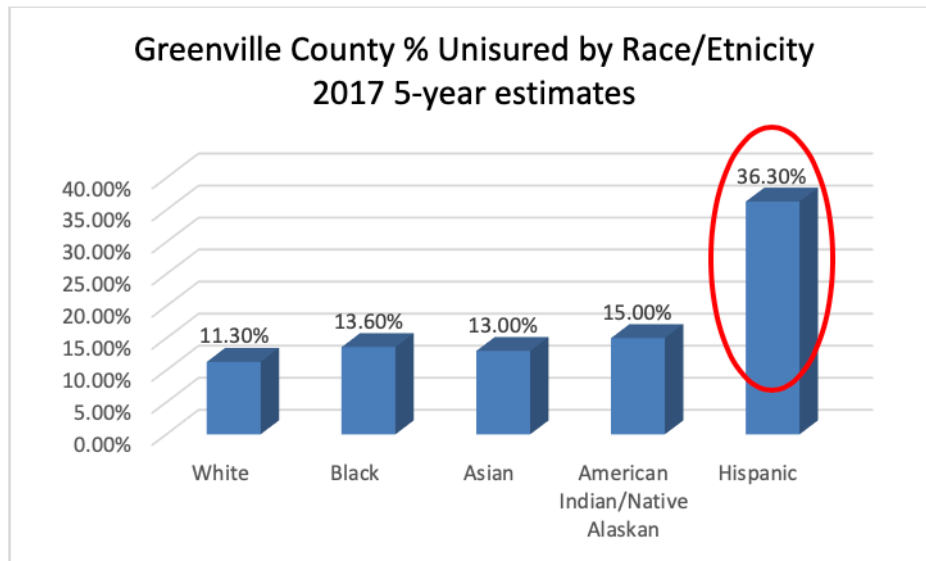 Greenville County % Unisured by Race/Etnicity
2017 5-year estimates
40.00%
35.00%
30.00%
25.00%
20.00%
15.00%
10.00%
5.00%
0.00%
11.30%
13.60%
13.00%
15.00%
36.30%
White
Black
Asian
American
Indian/Native
Alaskan
Hispanic